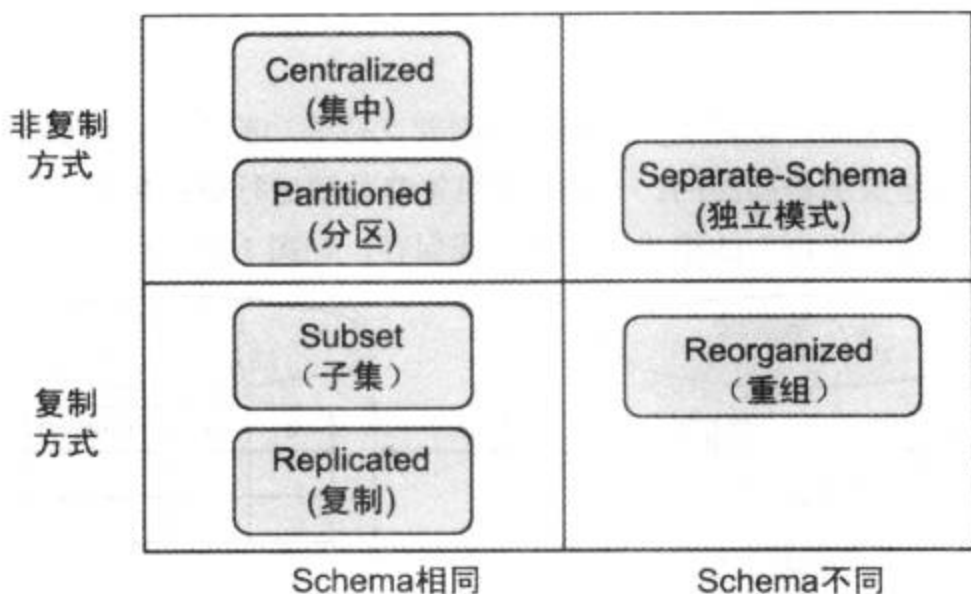 非复制
方式
Centralized
(集中)
Partitioned
(分区)
Separate-Schema
(独立模式)
复制
方式
Subset
（子集）
Replicated
(复制)
Reorganized
（重组）
Schema相同
Schema不同